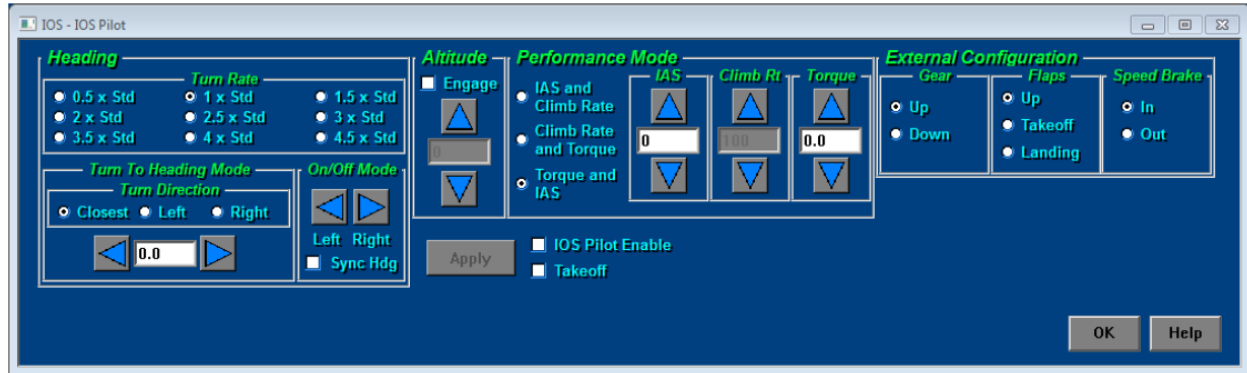 IOS - IOS Pilot
Heading
Turn Rate
0.5 x Std 1 x Std 1.5 x Std
2 x Std 2.5 x Std 3 x Std
3.5 x Std 4 x Std 4.5 x Std
Turn To Heading Mode
Turn Direction
Closest Left Right
0.0
On/Off Mode
Left Right
Sync Hdg
Altitude
Engage
0
Performance Mode
IAS and
Climb Rate
Climb Rate
and Torque
Torque and
IAS
IAS
0
Climb Rt
100
Torque
0.0
External Configuration
Gear
Up
Down
Flaps
Up
Takeoff
Landing
Speed Brake
In
Out
Apply
IOS Pilot Enable
Takeoff
OK Help